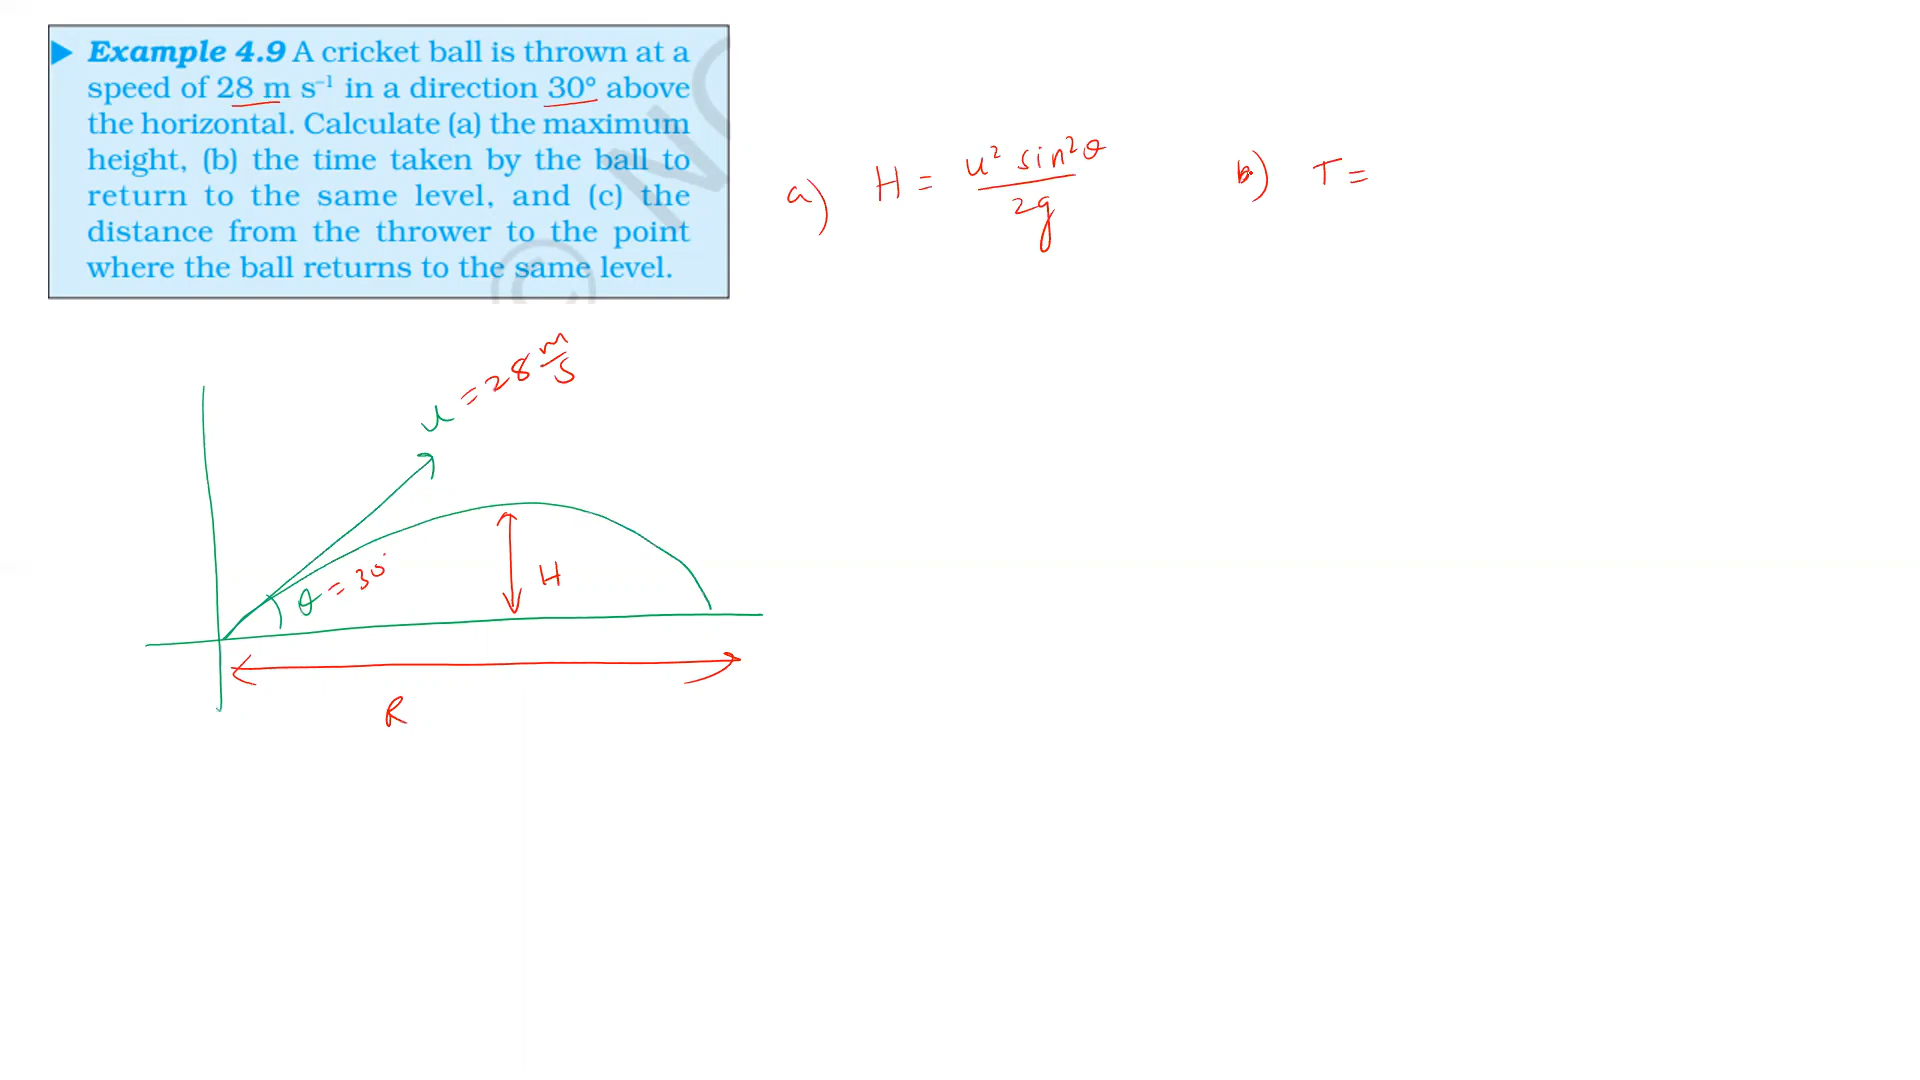 Example 4.9 A cricket ball is thrown at a
speed of 28 m s⁻¹ in a direction 30° above
the horizontal. Calculate (a) the maximum
height, (b) the time taken by the ball to
return to the same level, and (c) the
distance from the thrower to the point
where the ball returns to the same level.
a) H = u² sin²θ / 2g
b) T =
u = 28 m/s
θ = 30°
H
R